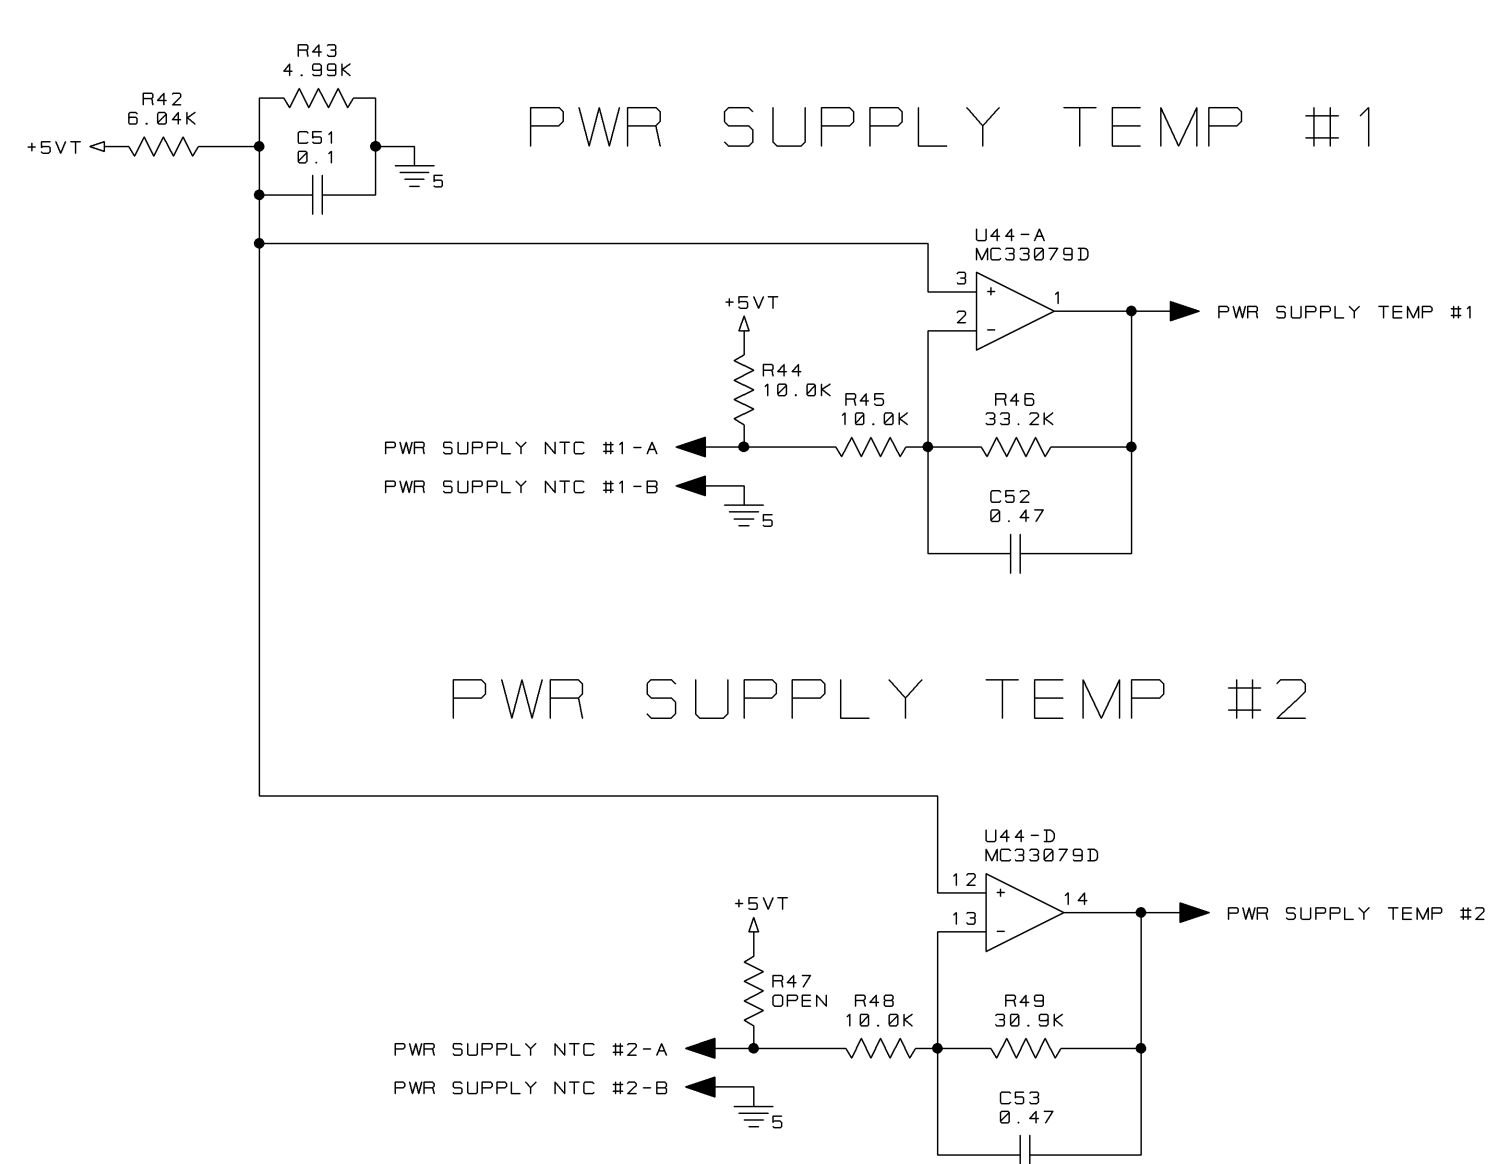 R43
4.99K
R42
6.04K
C51
0.1
+5VT
5
PWR SUPPLY TEMP #1
U44-A
MC33079D
3
+
1
2
-
PWR SUPPLY TEMP #1
+5VT
R44
10.0K
R45
10.0K
R46
33.2K
PWR SUPPLY NTC #1-A
PWR SUPPLY NTC #1-B
5
C52
0.47
PWR SUPPLY TEMP #2
U44-D
MC33079D
12
+
14
13
-
PWR SUPPLY TEMP #2
+5VT
R47
OPEN
R48
10.0K
R49
30.9K
PWR SUPPLY NTC #2-A
PWR SUPPLY NTC #2-B
5
C53
0.47